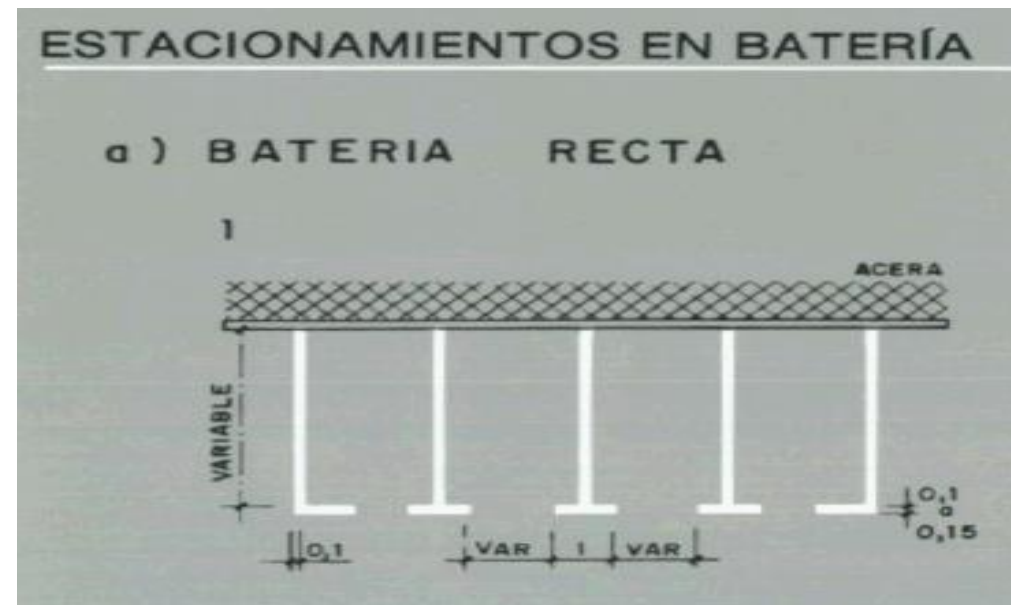 ESTACIONAMIENTOS EN BATERÍA
a) BATERIA RECTA
1
ACERA
VARIABLE
0,1
a
0,15
0,1
VAR
1
VAR